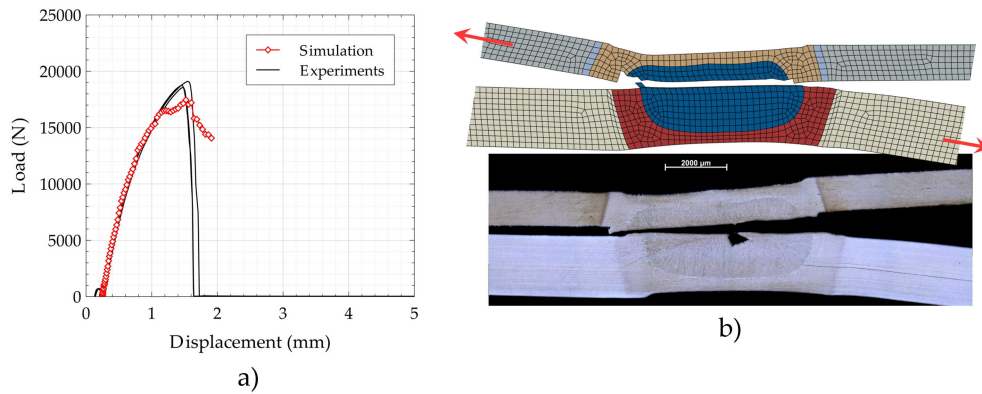 25000
20000
15000
10000
5000
0
Load (N)
Simulation
Experiments
0 1 2 3 4 5
Displacement (mm)
a)
2000 µm
b)